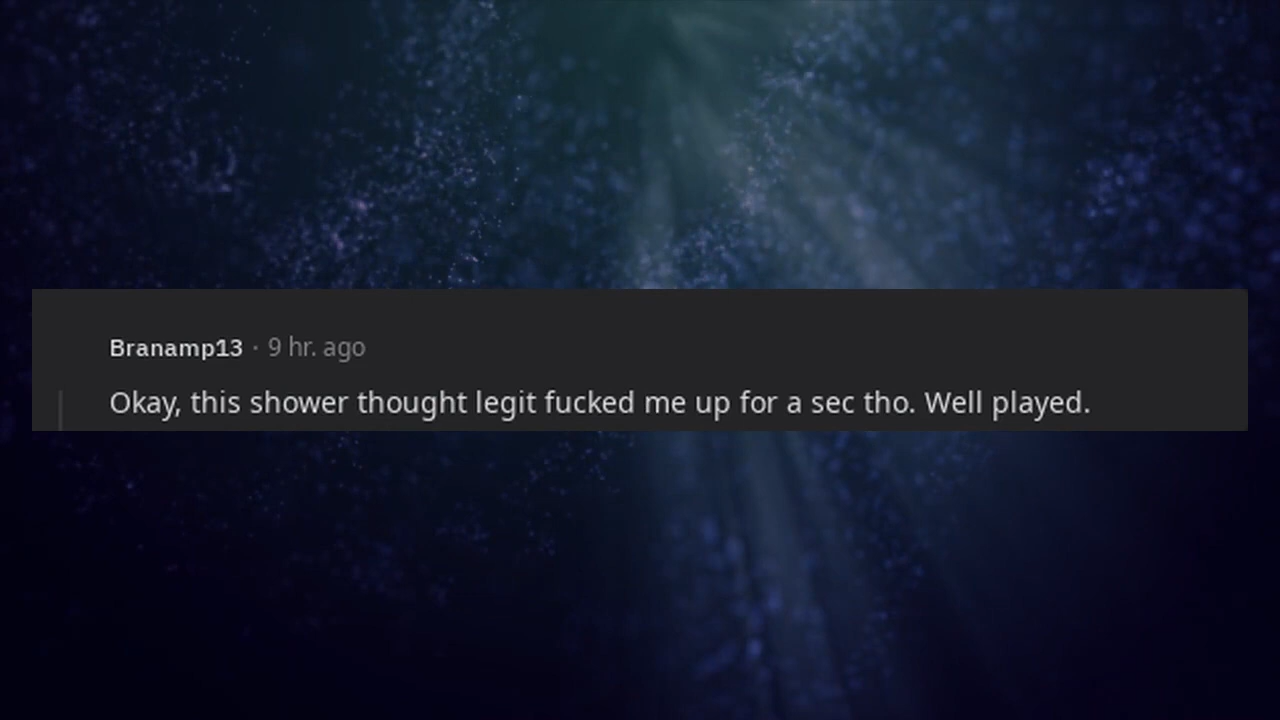 Branamp13 · 9 hr. ago
Okay, this shower thought legit fucked me up for a sec tho. Well played.